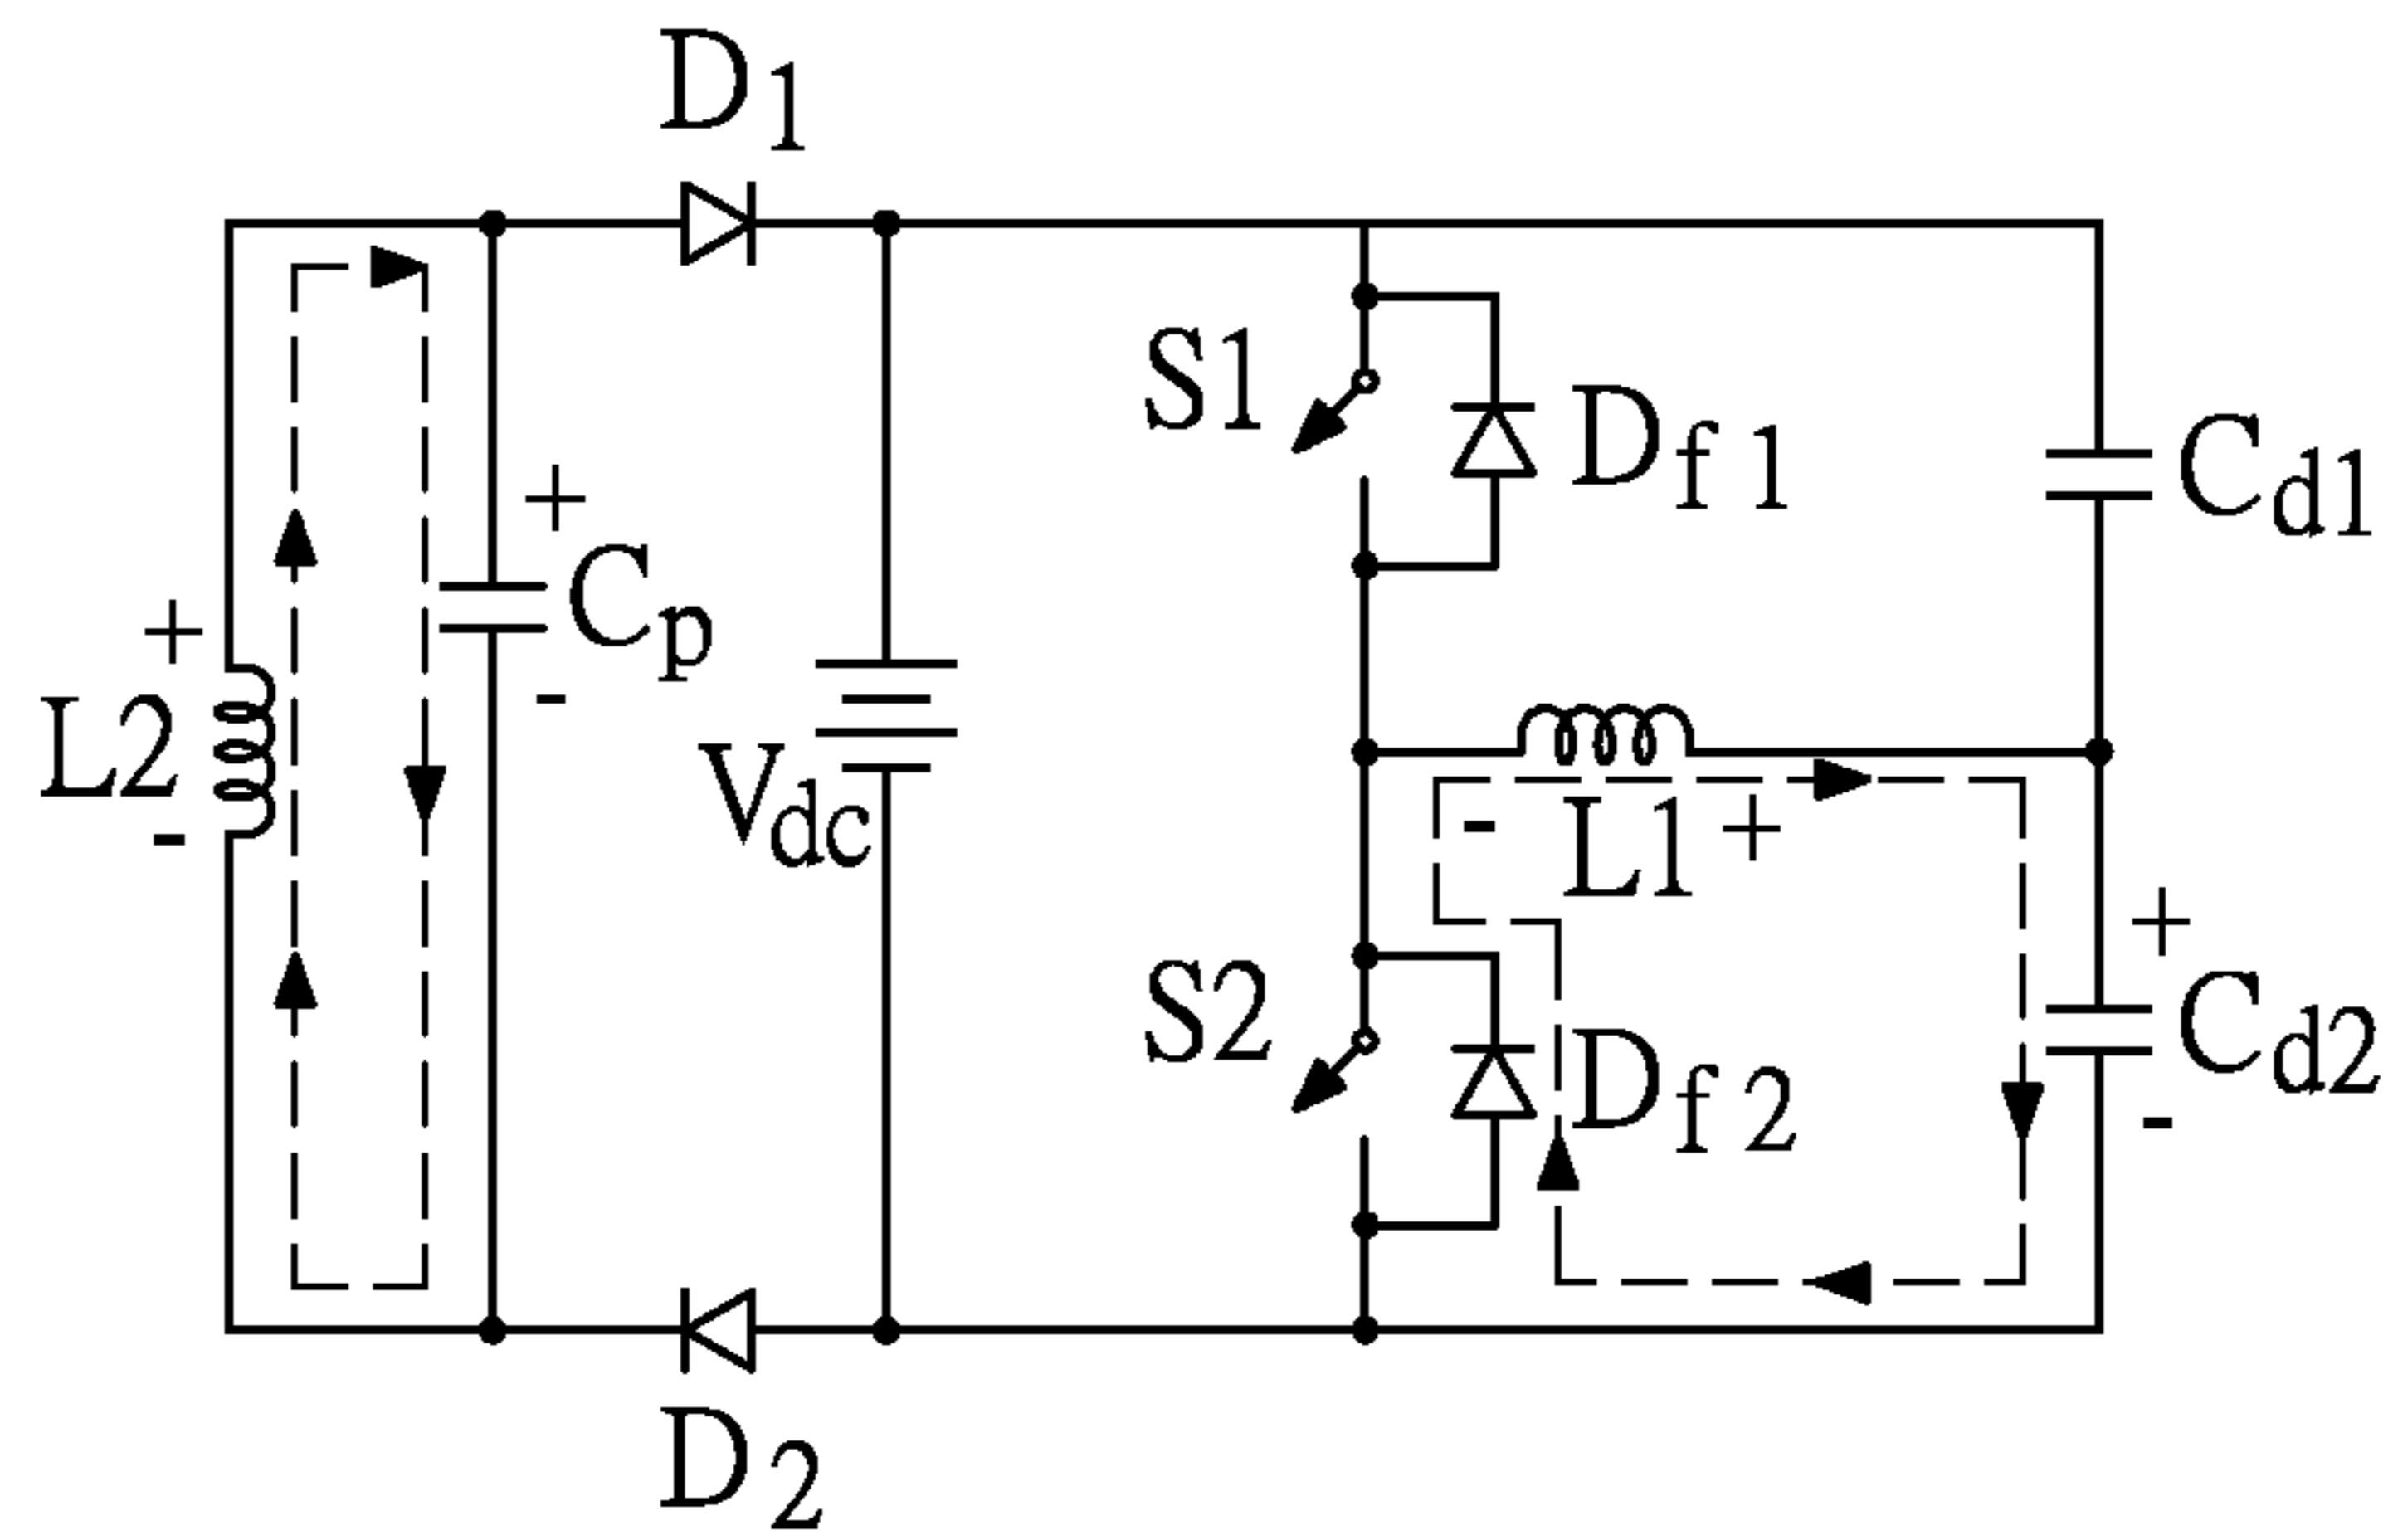 D1
S1
Df1
Cd1
+
Cp
-
+
L2
-
Vdc
-
L1
+
+
Cd2
-
S2
Df2
D2